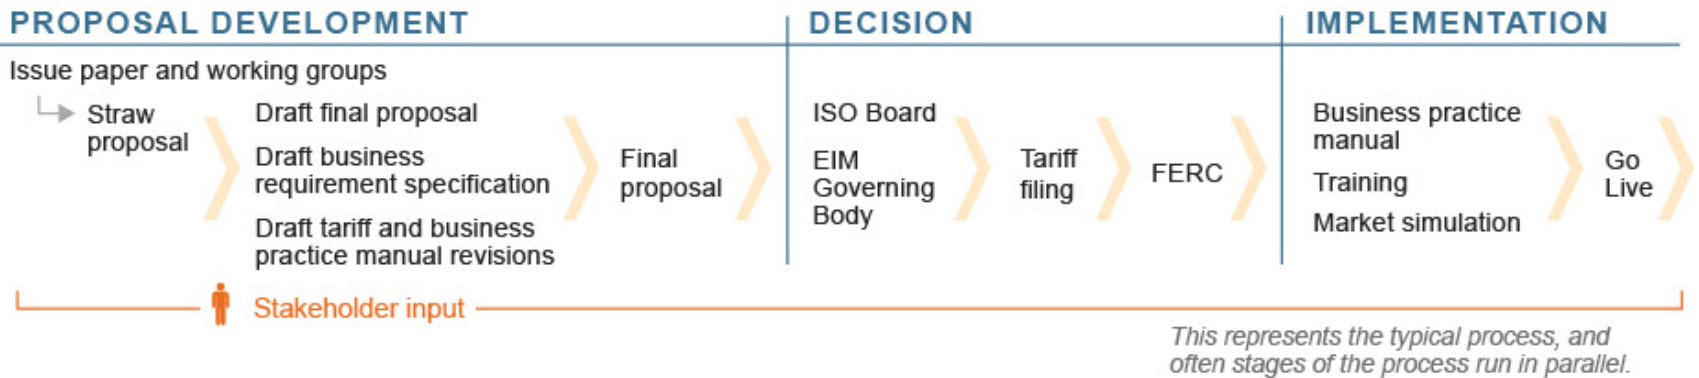 PROPOSAL DEVELOPMENT
DECISION
IMPLEMENTATION
Issue paper and working groups
Straw
proposal
Draft final proposal
Draft business
requirement specification
Draft tariff and business
practice manual revisions
Final
proposal
ISO Board
EIM
Governing
Body
Tariff
filing
FERC
Business practice
manual
Training
Market simulation
Go
Live
Stakeholder input
This represents the typical process, and
often stages of the process run in parallel.